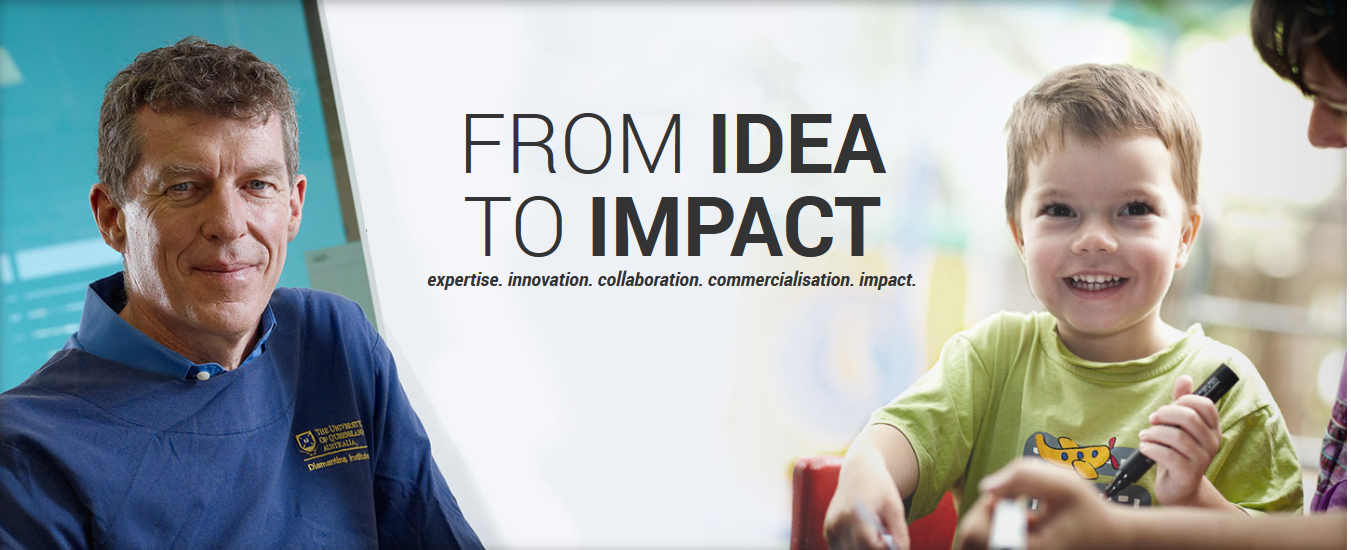 FROM IDEA
TO IMPACT
expertise. innovation. collaboration. commercialisation. impact.
THE UNIVERSITY
OF QUEENSLAND
AUSTRALIA
Diamantina Institute